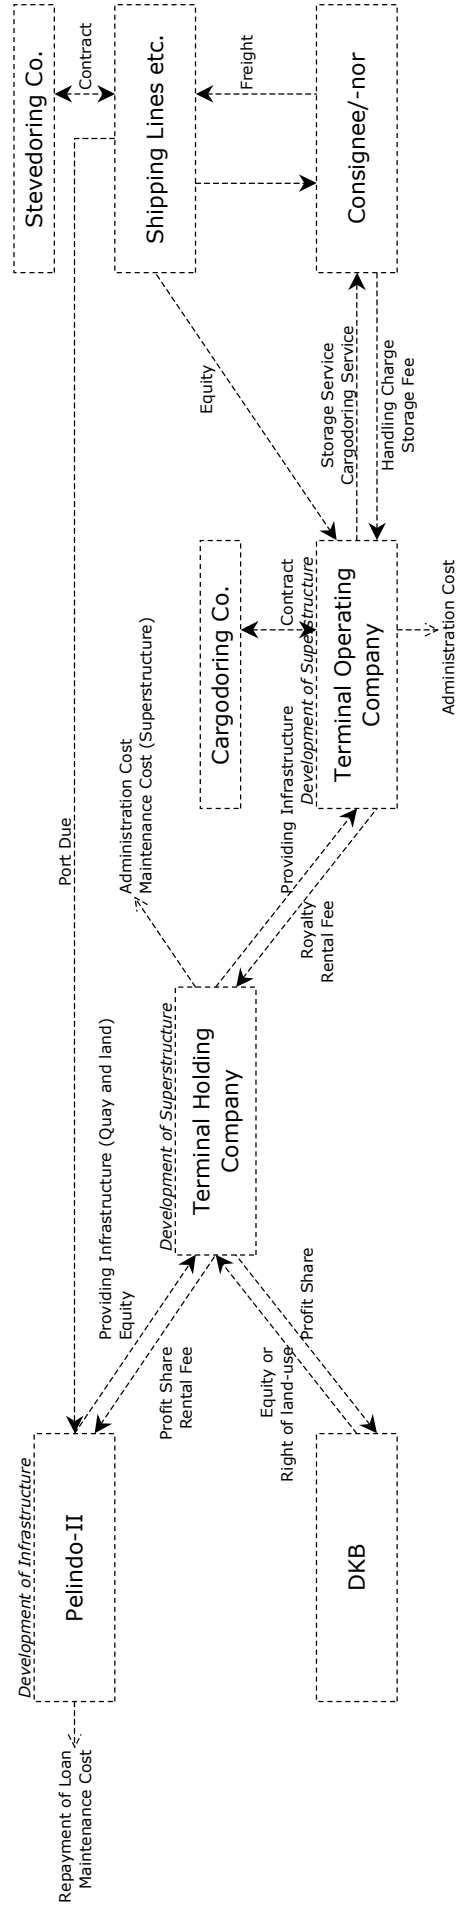 Repayment of Loan
Maintenance Cost
Development of Infrastructure
Pelindo-II
DKB
Providing Infrastructure (Quay and land)
Equity
Profit Share
Rental Fee
Equity or
Right of land-use
Profit Share
Port Due
Development of Superstructure
Terminal Holding
Company
Administration Cost
Maintenance Cost (Superstructure)
Providing Infrastructure
Royalty
Rental Fee
Cargodoring Co.
Contract
Development of Superstructure
Terminal Operating
Company
Administration Cost
Equity
Storage Service
Cargodoring Service
Handling Charge
Storage Fee
Stevedoring Co.
Contract
Shipping Lines etc.
Freight
Consignee/-nor